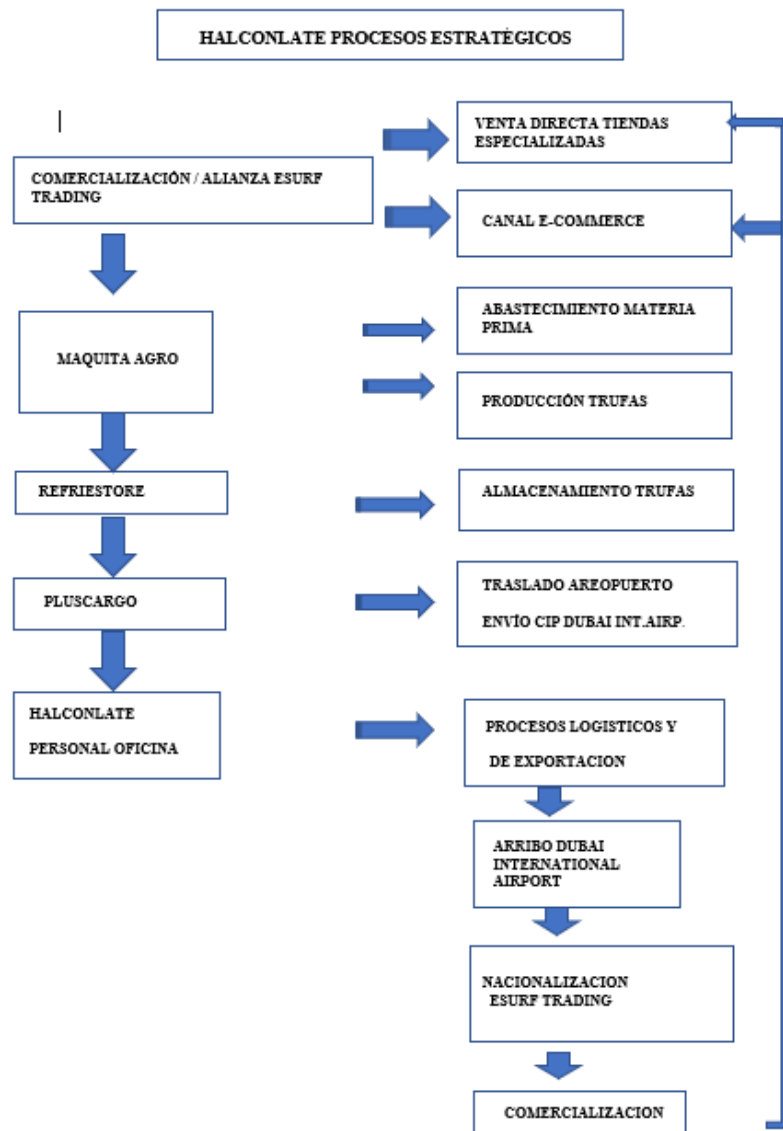 HALCONLATE PROCESOS ESTRATÉGICOS
VENTA DIRECTA TIENDAS
ESPECIALIZADAS
COMERCIALIZACIÓN / ALIANZA ESURF
TRADING
CANAL E-COMMERCE
ABASTECIMIENTO MATERIA
PRIMA
MAQUITA AGRO
PRODUCCIÓN TRUFAS
REFRIESTORE
ALMACENAMIENTO TRUFAS
PLUSCARGO
TRASLADO AREOPUERTO
ENVÍO CIP DUBAI INT.AIRP.
HALCONLATE
PERSONAL OFICINA
PROCESOS LOGISTICOS Y
DE EXPORTACION
ARRIBO DUBAI
INTERNATIONAL
AIRPORT
NACIONALIZACION
ESURF TRADING
COMERCIALIZACION